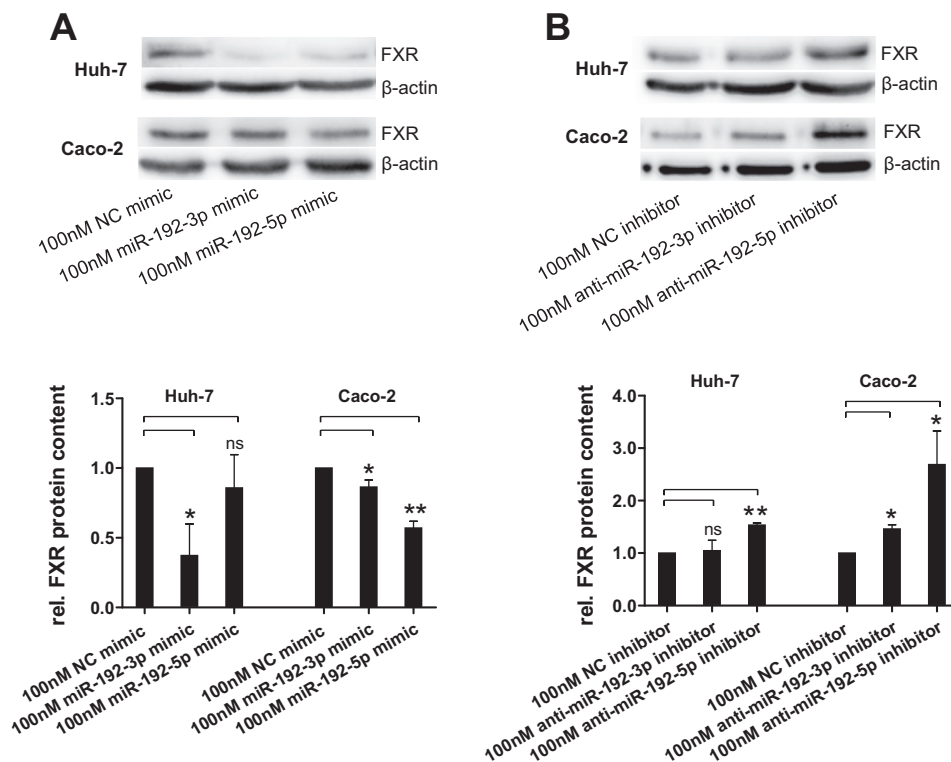 A
Huh-7
FXR
β-actin
Caco-2
FXR
β-actin
100nM NC mimic
100nM miR-192-3p mimic
100nM miR-192-5p mimic
B
Huh-7
FXR
β-actin
Caco-2
FXR
β-actin
100nM NC inhibitor
100nM anti-miR-192-3p inhibitor
100nM anti-miR-192-5p inhibitor
rel. FXR protein content
1.5
1.0
0.5
0.0
Huh-7
Caco-2
*
ns
*
**
100nM NC mimic
100nM miR-192-3p mimic
100nM miR-192-5p mimic
100nM NC mimic
100nM miR-192-3p mimic
100nM miR-192-5p mimic
rel. FXR protein content
4.0
3.0
2.0
1.0
0.0
Huh-7
Caco-2
ns
**
*
*
100nM NC inhibitor
100nM anti-miR-192-3p inhibitor
100nM anti-miR-192-5p inhibitor
100nM NC inhibitor
100nM anti-miR-192-3p inhibitor
100nM anti-miR-192-5p inhibitor